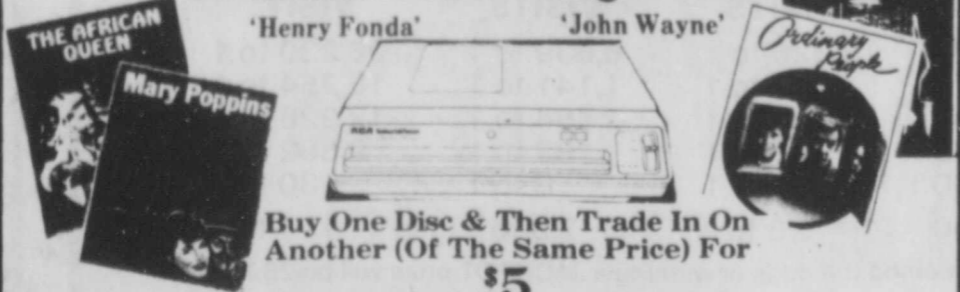 THE AFRICAN
QUEEN
Mary Poppins
'Henry Fonda' 'John Wayne'
RCA
Ordinary
People
Buy One Disc & Then Trade In On
Another (Of The Same Price) For
$5